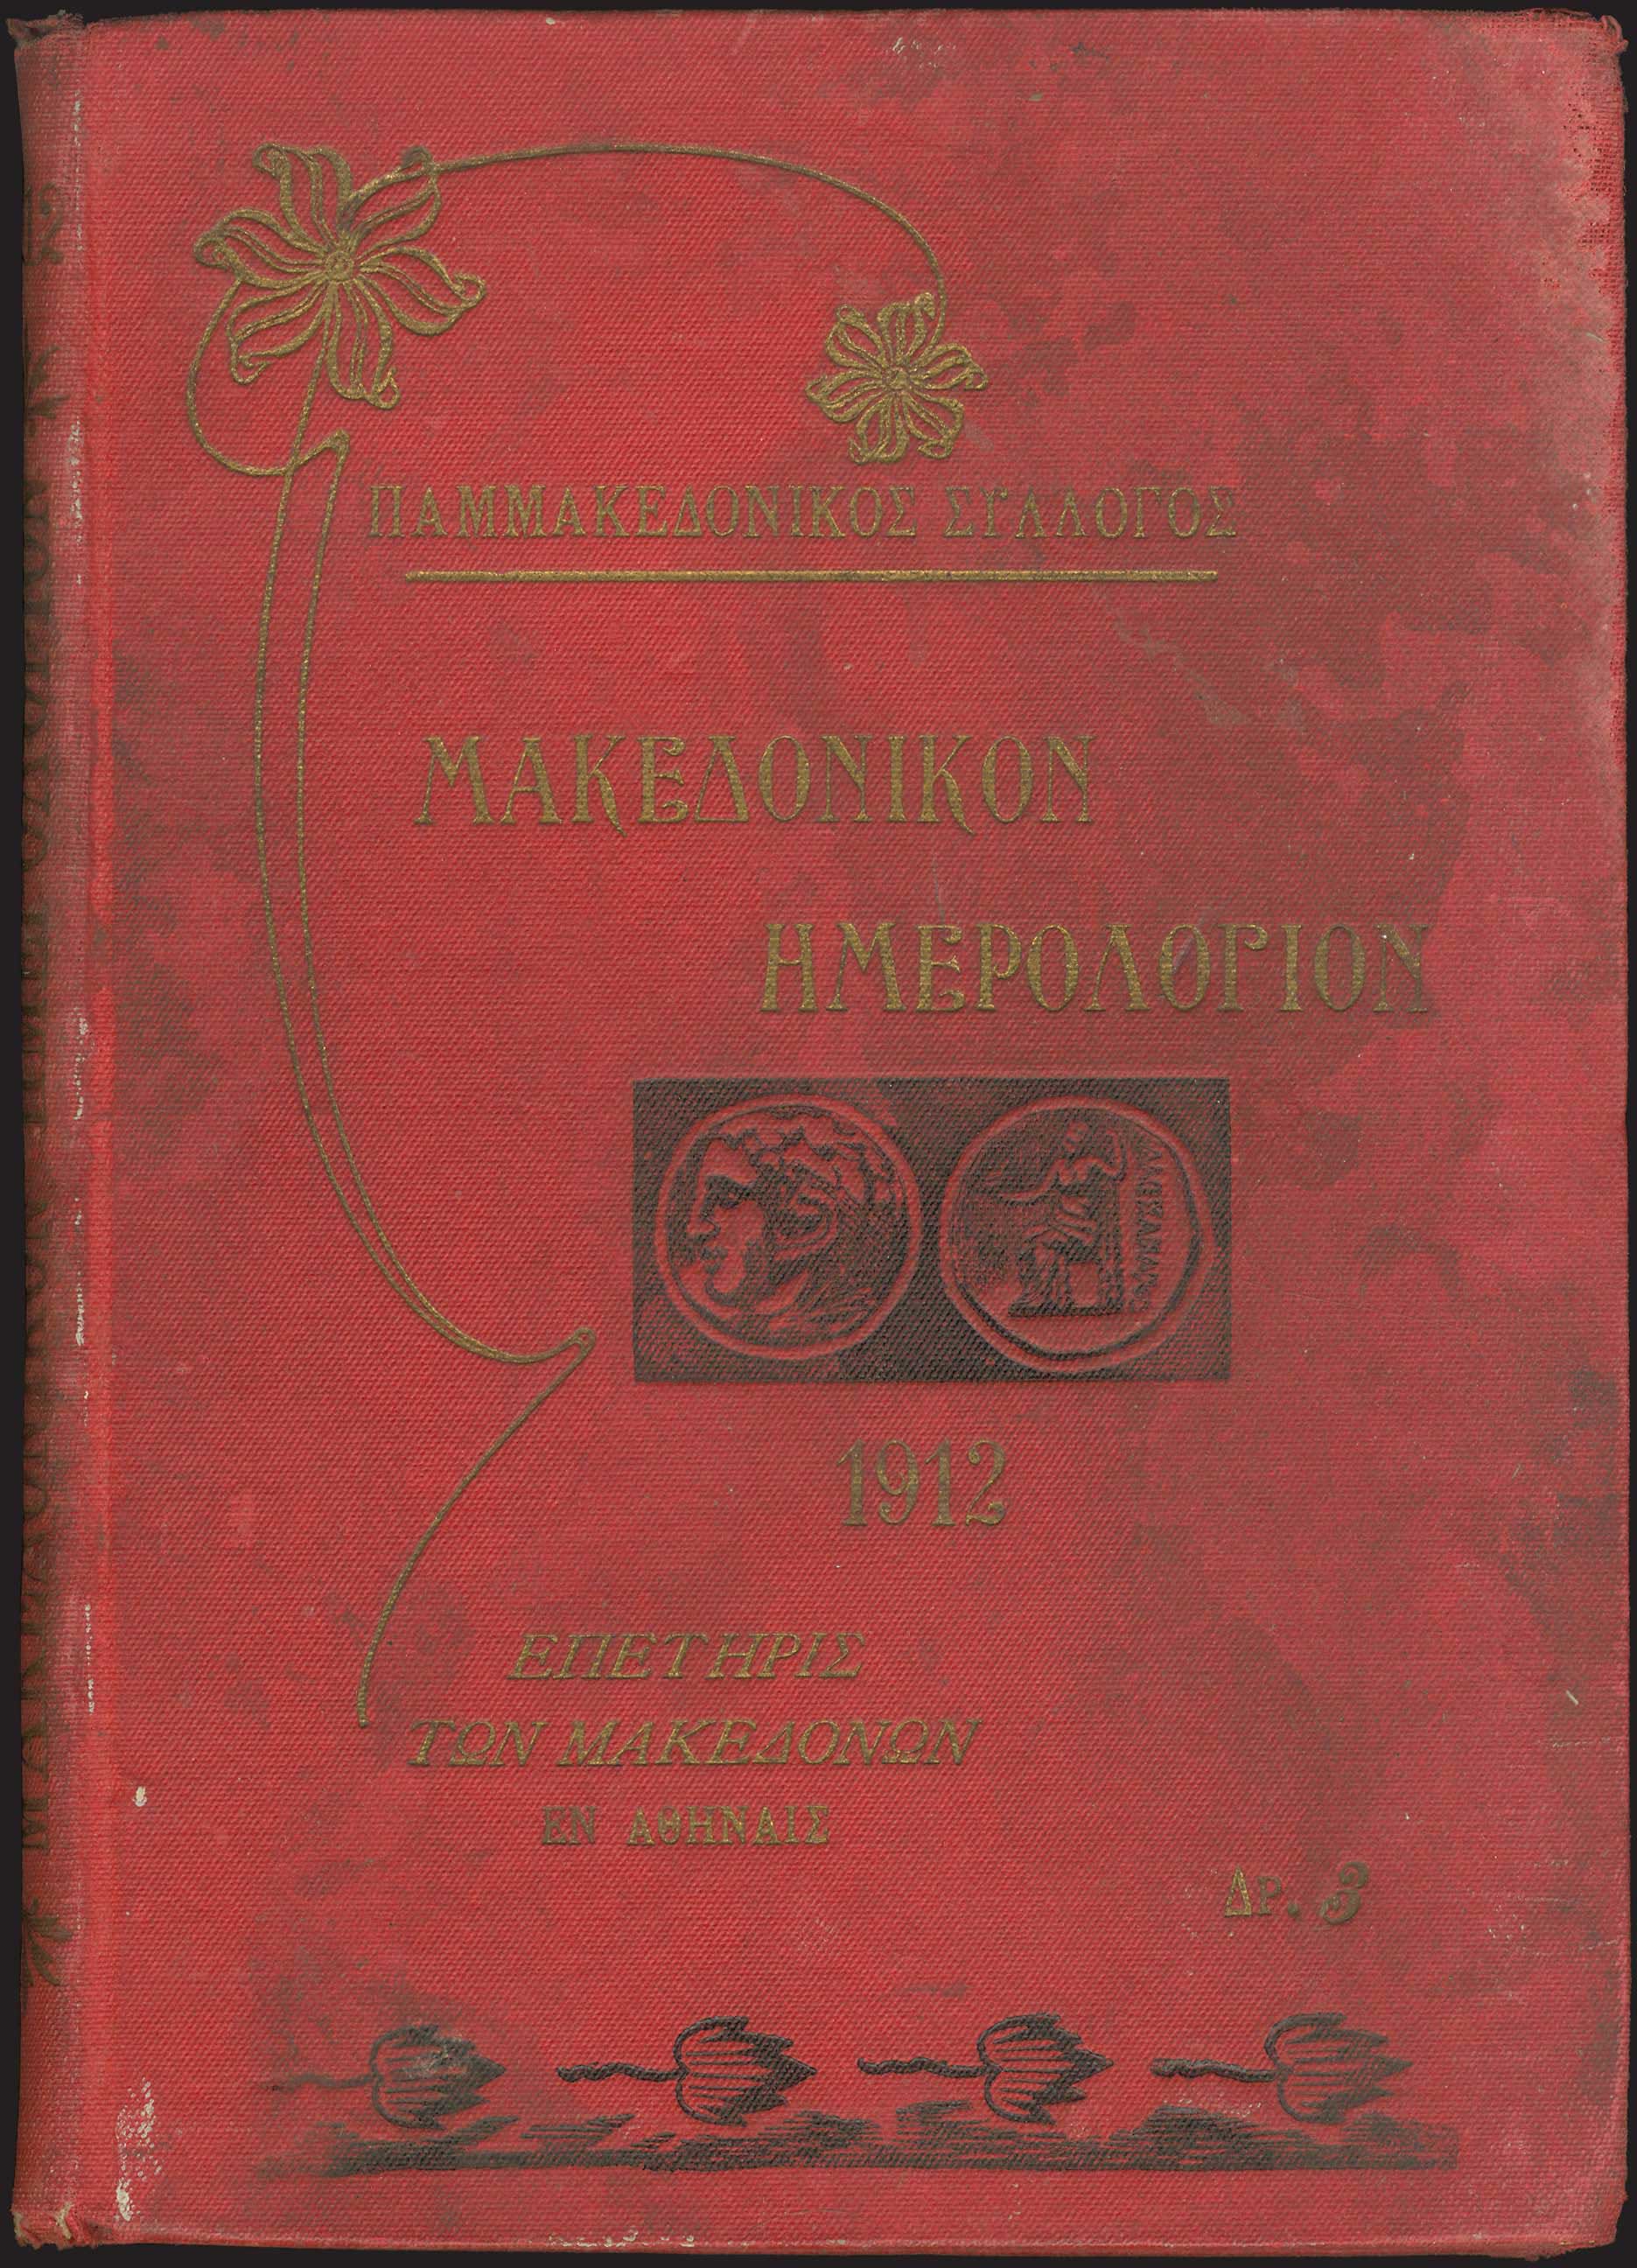 ΠΑΜΜΑΚΕΔΟΝΙΚΟΣ ΣΥΛΛΟΓΟΣ
ΜΑΚΕΔΟΝΙΚΟΝ
ΗΜΕΡΟΛΟΓΙΟΝ
1912
ΕΠΕΤΗΡΙΣ
ΤΩΝ ΜΑΚΕΔΟΝΩΝ
ΕΝ ΑΘΗΝΑΙΣ
ΔΡ. 3